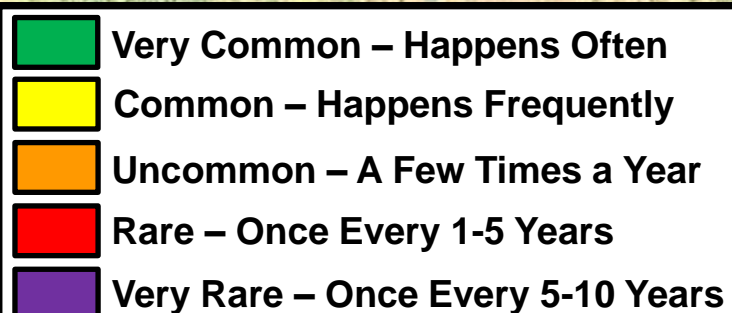 Very Common – Happens Often
Common – Happens Frequently
Uncommon – A Few Times a Year
Rare – Once Every 1-5 Years
Very Rare – Once Every 5-10 Years